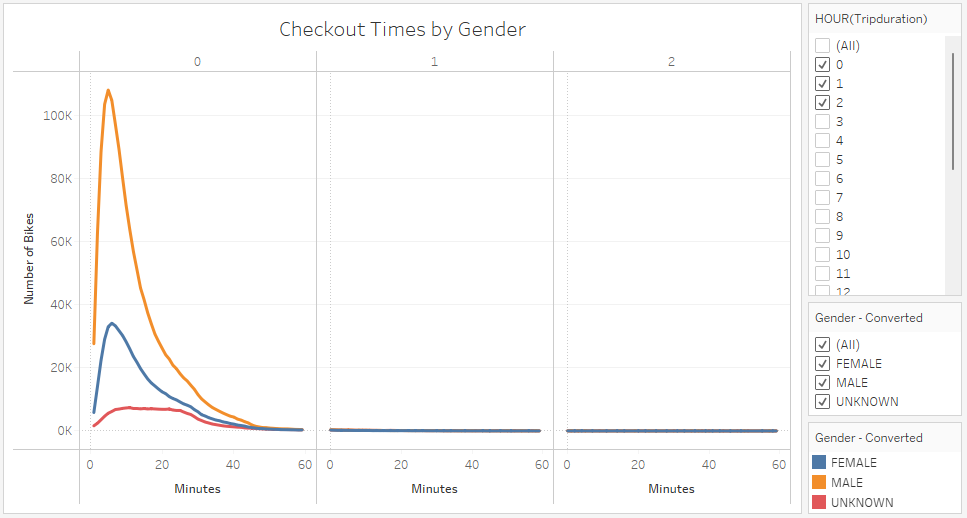 Checkout Times by Gender
0 1 2
100K
80K
60K
40K
20K
0K
Number of Bikes
0 20 40 60 0 20 40 60 0 20 40 60
Minutes Minutes Minutes
HOUR(Tripduration)
(All)
0
1
2
3
4
5
6
7
8
9
10
11
12
Gender - Converted
(All)
FEMALE
MALE
UNKNOWN
Gender - Converted
FEMALE
MALE
UNKNOWN